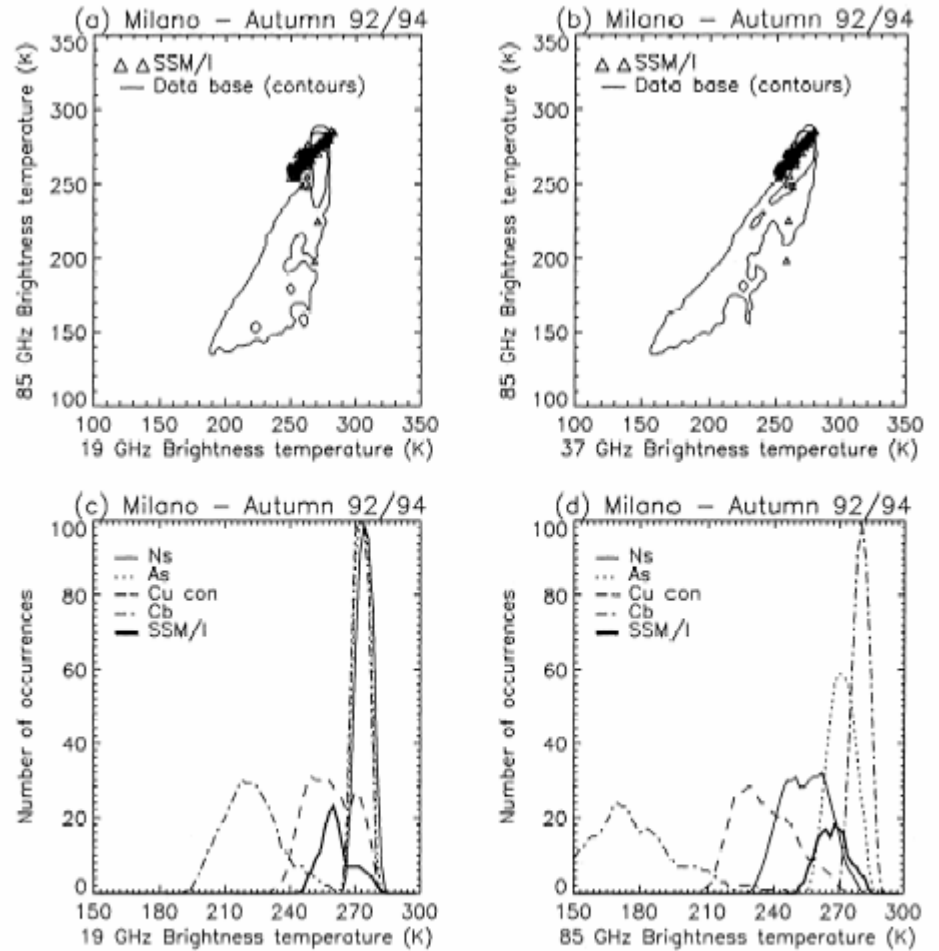 (a) Milano – Autumn 92/94
350
300
250
200
150
100
85 GHz Brightness temperature (K)
△ △ SSM/I
— Data base (contours)
100 150 200 250 300 350
19 GHz Brightness temperature (K)
(b) Milano – Autumn 92/94
350
300
250
200
150
100
85 GHz Brightness temperature (K)
△ △ SSM/I
— Data base (contours)
100 150 200 250 300 350
37 GHz Brightness temperature (K)
(c) Milano – Autumn 92/94
100
80
60
40
20
0
Number of occurrences
Ns
As
Cu con
Cb
SSM/I
150 180 210 240 270 300
19 GHz Brightness temperature (K)
(d) Milano – Autumn 92/94
100
80
60
40
20
0
Number of occurrences
Ns
As
Cu con
Cb
SSM/I
150 180 210 240 270 300
85 GHz Brightness temperature (K)